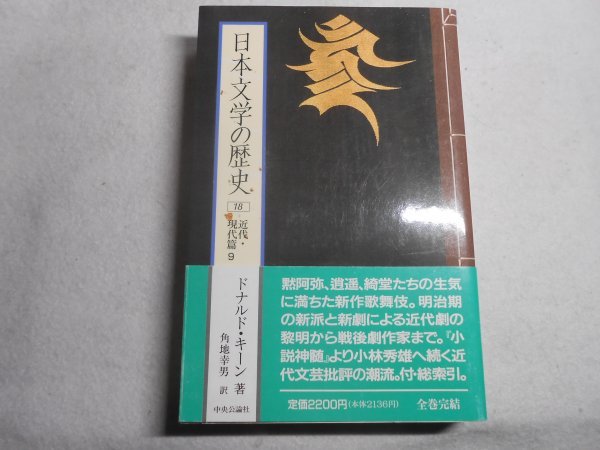 日本文学の歴史
18
近代・
現代篇9
ドナルド・キーン 著
角地幸男 訳
中央公論社
黙阿弥、逍遥、綺堂たちの生気
に満ちた新作歌舞伎。明治期
の新派と新劇による近代劇の
黎明から戦後劇作家まで。『小
説神髄』より小林秀雄へ続く近
代文芸批評の潮流。付・総索引。
定価2200円(本体2136円) 全巻完結